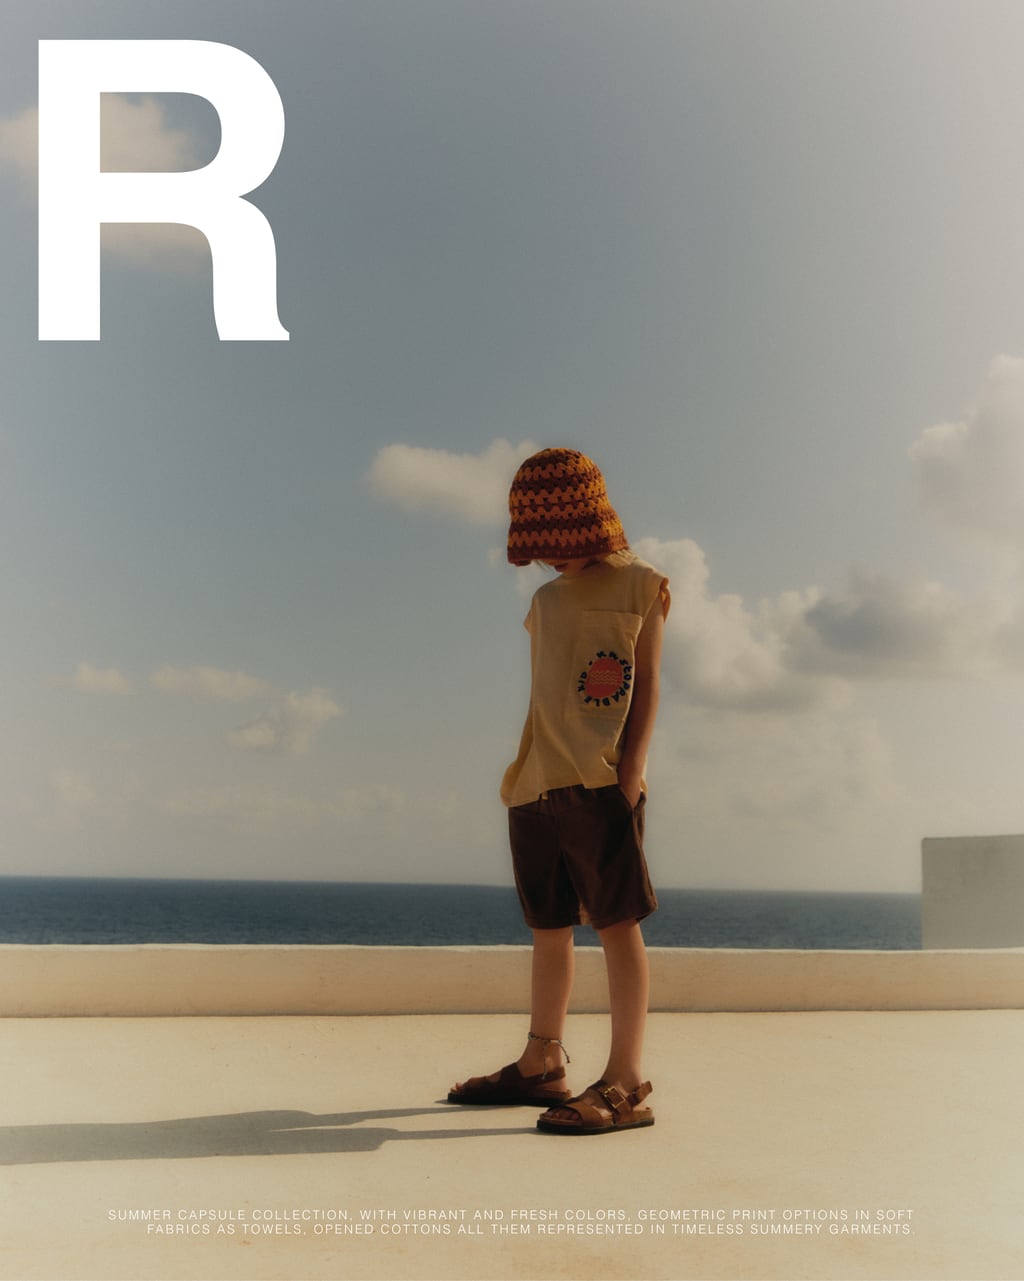 R
KID - UNSTOPPABLE
SUMMER CAPSULE COLLECTION, WITH VIBRANT AND FRESH COLORS, GEOMETRIC PRINT OPTIONS IN SOFT
FABRICS AS TOWELS, OPENED COTTONS ALL THEM REPRESENTED IN TIMELESS SUMMERY GARMENTS.